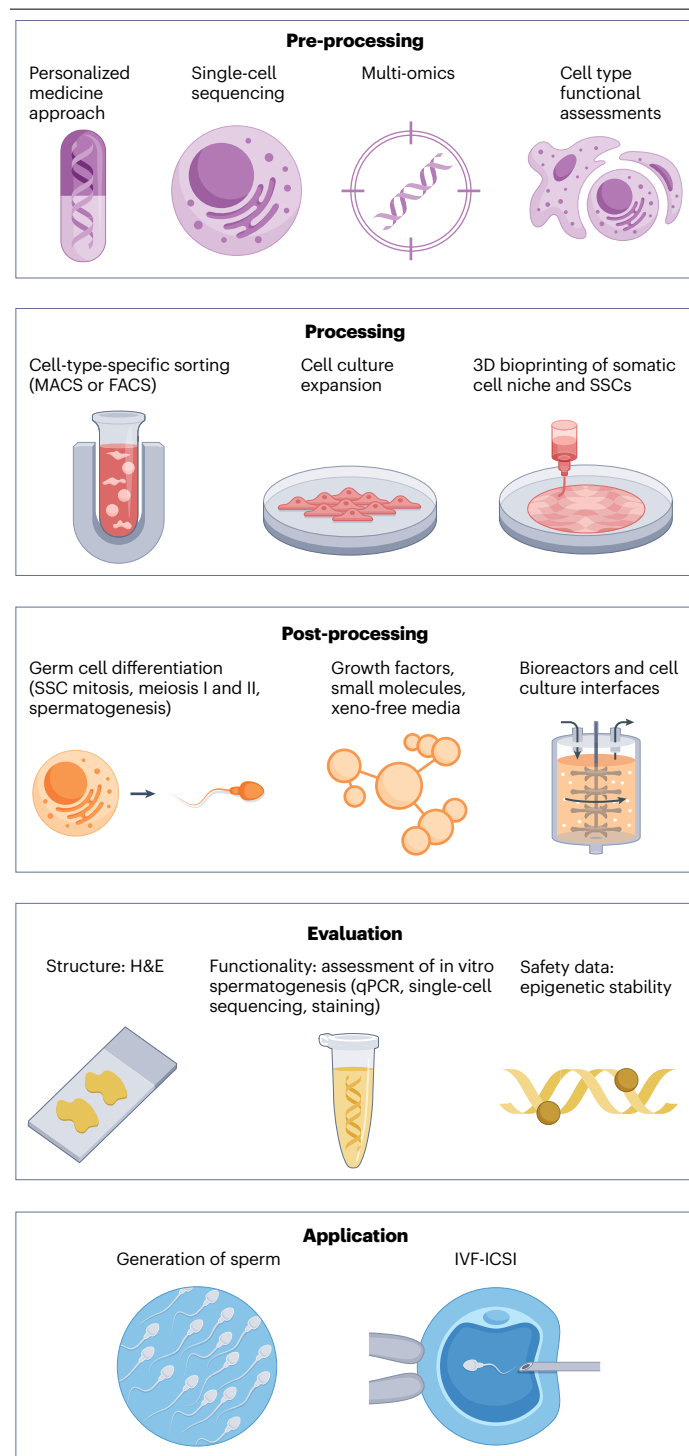 Pre-processing
Personalized
medicine
approach
Single-cell
sequencing
Multi-omics
Cell type
functional
assessments
Processing
Cell-type-specific sorting
(MACS or FACS)
Cell culture
expansion
3D bioprinting of somatic
cell niche and SSCs
Post-processing
Germ cell differentiation
(SSC mitosis, meiosis I and II,
spermatogenesis)
Growth factors,
small molecules,
xeno-free media
Bioreactors and cell
culture interfaces
Evaluation
Structure: H&E
Functionality: assessment of in vitro
spermatogenesis (qPCR, single-cell
sequencing, staining)
Safety data:
epigenetic stability
Application
Generation of sperm
IVF-ICSI